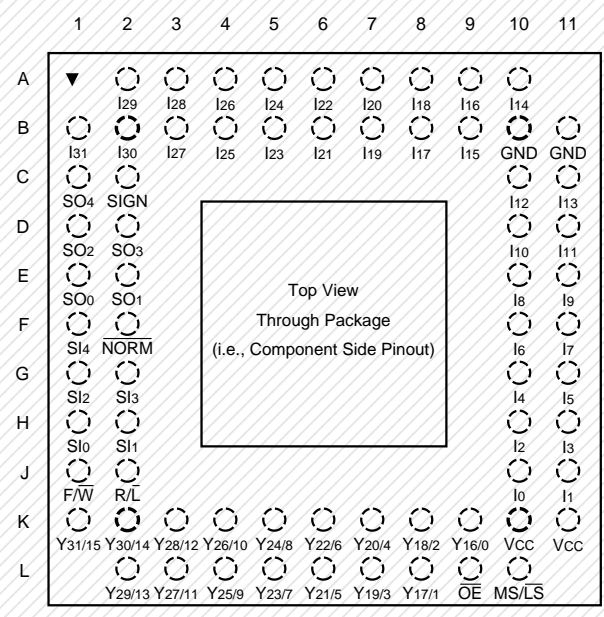 1 2 3 4 5 6 7 8 9 10 11
A
I29 I28 I26 I24 I22 I20 I18 I16 I14
B
I31 I30 I27 I25 I23 I21 I19 I17 I15 GND GND
C
SO4 SIGN I12 I13
D
SO2 SO3 I10 I11
E
SO0 SO1 I8 I9
Top View
Through Package
(i.e., Component Side Pinout)
F
SI4 N̅O̅R̅M̅ I6 I7
G
SI2 SI3 I4 I5
H
SI0 SI1 I2 I3
J
F/W̅ R/L̅ I0 I1
K
Y31/15 Y30/14 Y28/12 Y26/10 Y24/8 Y22/6 Y20/4 Y18/2 Y16/0 VCC VCC
L
Y29/13 Y27/11 Y25/9 Y23/7 Y21/5 Y19/3 Y17/1 O̅E̅ MS/L̅S̅